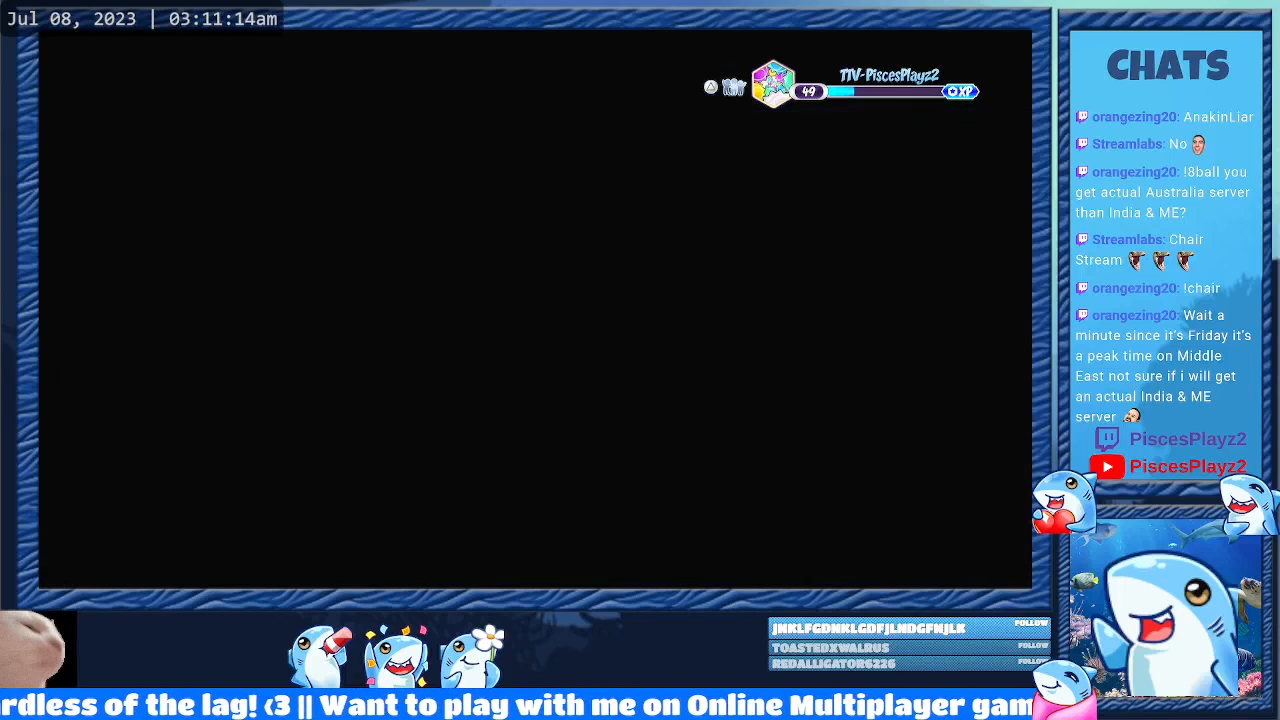 Jul 08, 2023 | 03:11:14am
TTV-PiscesPlayz2
49
XP
CHATS
orangezing20: AnakinLiar
Streamlabs: No
orangezing20: !8ball you
get actual Australia server
than India & ME?
Streamlabs: Chair
Stream
orangezing20: !chair
orangezing20: Wait a
minute since it's Friday it's
a peak time on Middle
East not sure if i will get
an actual India & ME
server
PiscesPlayz2
PiscesPlayz2
JNKLFGDNKLGDFJLNDGFNJLK FOLLOW
TOASTEDXWALRUS FOLLOW
REDALLIGATOR6226 FOLLOW
rdless of the lag! <3 || Want to play with me on Online Multiplayer gam